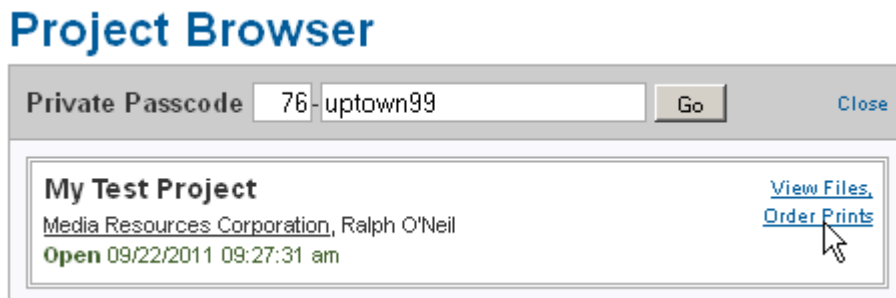 Project Browser
Private Passcode 76-uptown99 Go Close
My Test Project View Files,
Media Resources Corporation, Ralph O'Neil Order Prints
Open 09/22/2011 09:27:31 am